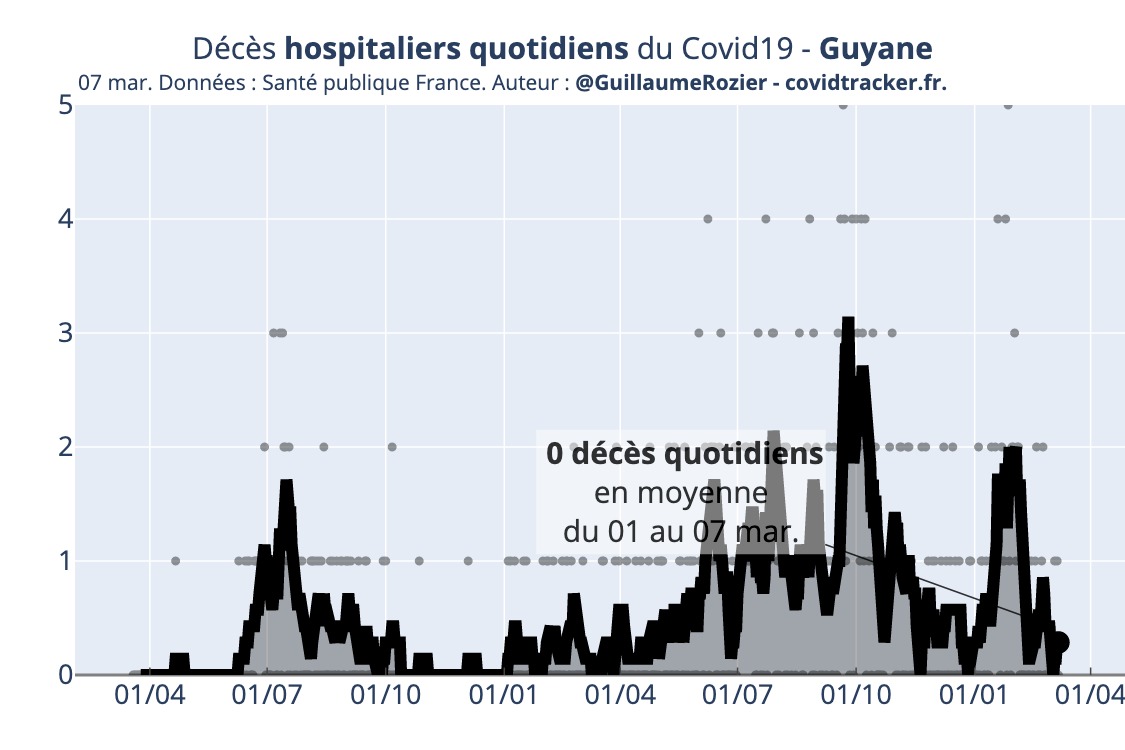 Décès hospitaliers quotidiens du Covid19 - Guyane
07 mar. Données : Santé publique France. Auteur : @GuillaumeRozier - covidtracker.fr.
5
4
3
2
0 décès quotidiens
en moyenne
du 01 au 07 mar.
1
0
01/04 01/07 01/10 01/01 01/04 01/07 01/10 01/01 01/04